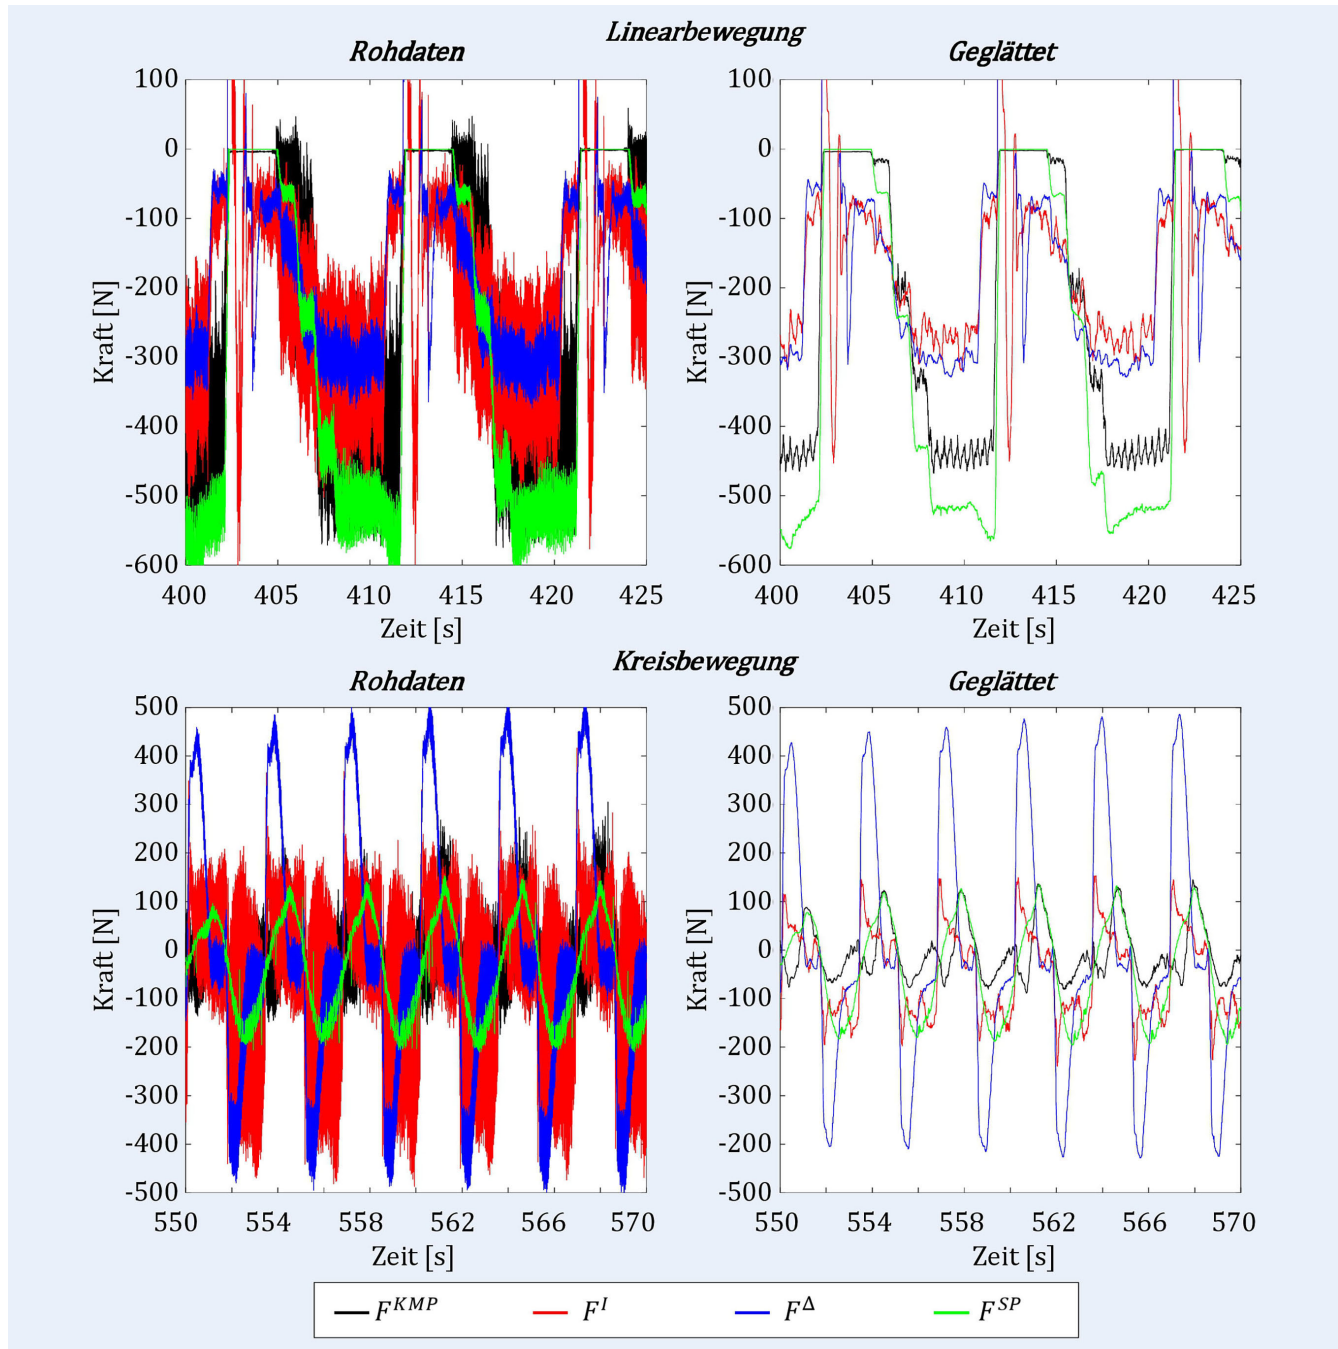 Linearbewegung
Rohdaten
100
0
-100
-200
-300
-400
-500
-600
Kraft [N]
400 405 410 415 420 425
Zeit [s]
Geglättet
100
0
-100
-200
-300
-400
-500
-600
Kraft [N]
400 405 410 415 420 425
Zeit [s]
Kreisbewegung
Rohdaten
500
400
300
200
100
0
-100
-200
-300
-400
-500
Kraft [N]
550 554 558 562 566 570
Zeit [s]
Geglättet
500
400
300
200
100
0
-100
-200
-300
-200
-500
Kraft [N]
550 554 558 562 566 570
Zeit [s]
F^KMP F^I F^Δ F^SP